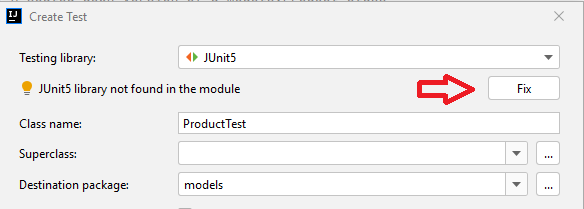 IJ
Create Test
Testing library: JUnit5
JUnit5 library not found in the module Fix
Class name: ProductTest
Superclass: ...
Destination package: models ...